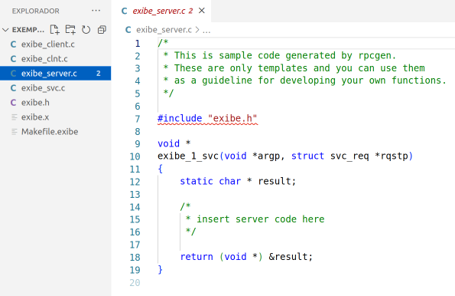 EXPLORADOR ...
EXEMP...
exibe_client.c
exibe_clnt.c
exibe_server.c 2
exibe_svc.c
exibe.h
exibe.x
Makefile.exibe
exibe_server.c 2
exibe_server.c > ...
1 /*
2 * This is sample code generated by rpcgen.
3 * These are only templates and you can use them
4 * as a guideline for developing your own functions.
5 */
6
7 #include "exibe.h"
8
9 void *
10 exibe_1_svc(void *argp, struct svc_req *rqstp)
11 {
12 static char * result;
13
14 /*
15 * insert server code here
16 */
17
18 return (void *) &result;
19 }
20